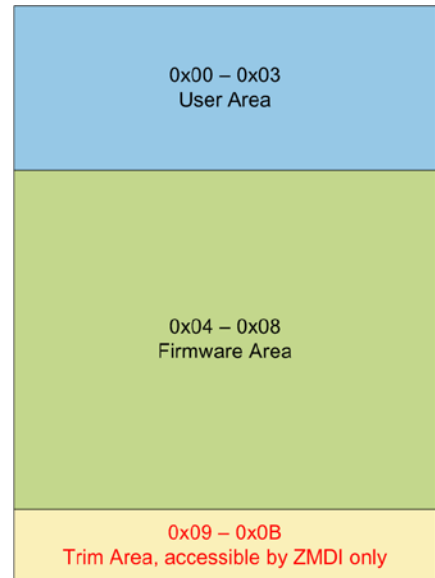 0x00 – 0x03
User Area
0x04 – 0x08
Firmware Area
0x09 – 0x0B
Trim Area, accessible by ZMDI only